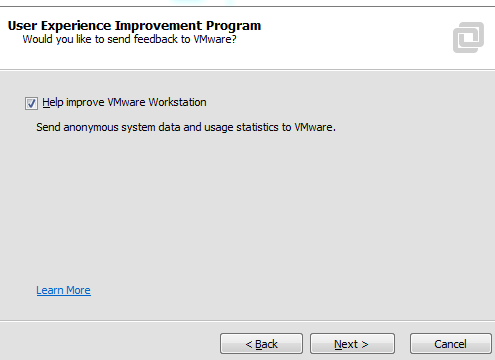 User Experience Improvement Program
Would you like to send feedback to VMware?
Help improve VMware Workstation
Send anonymous system data and usage statistics to VMware.
Learn More
< Back Next > Cancel